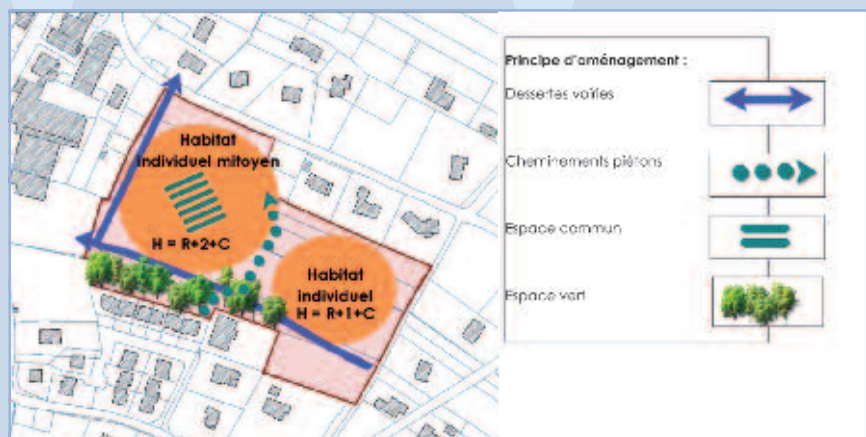 Habitat
individuel mitoyen
H = R+2+C
Habitat
individuel
H = R+1+C
Principe d'aménagement :
Dessertes voiries
Cheminements piétons
Espace commun
Espace vert